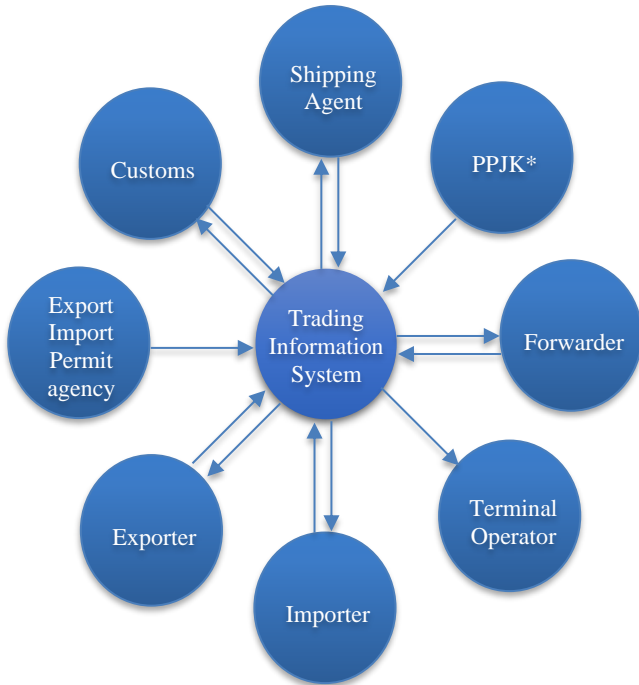 Shipping
Agent
PPJK*
Customs
Export
Import
Permit
agency
Trading
Information
System
Forwarder
Terminal
Operator
Exporter
Importer